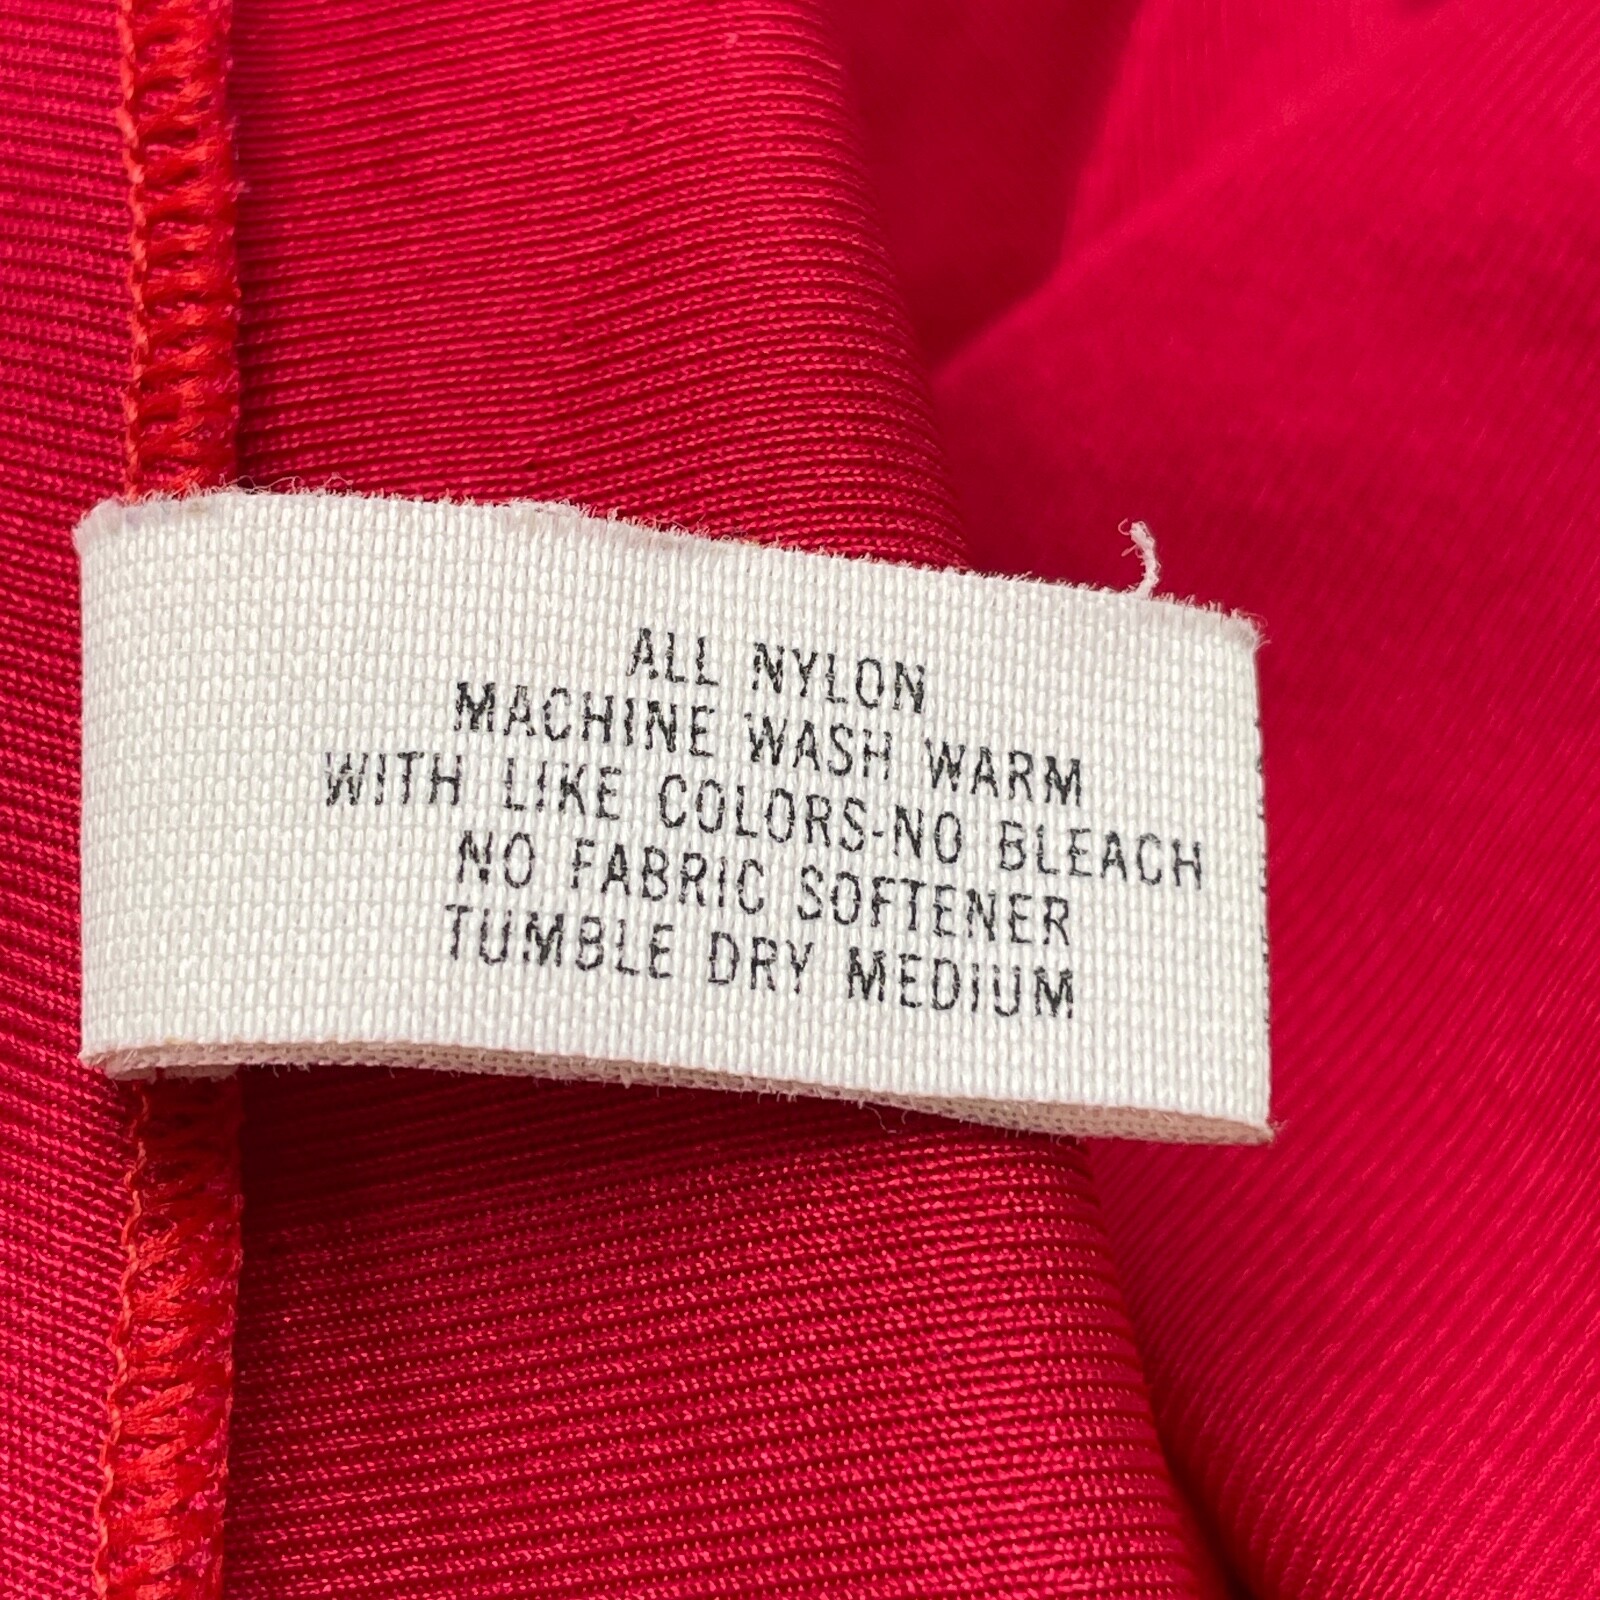 ALL NYLON
MACHINE WASH WARM
WITH LIKE COLORS-NO BLEACH
NO FABRIC SOFTENER
TUMBLE DRY MEDIUM